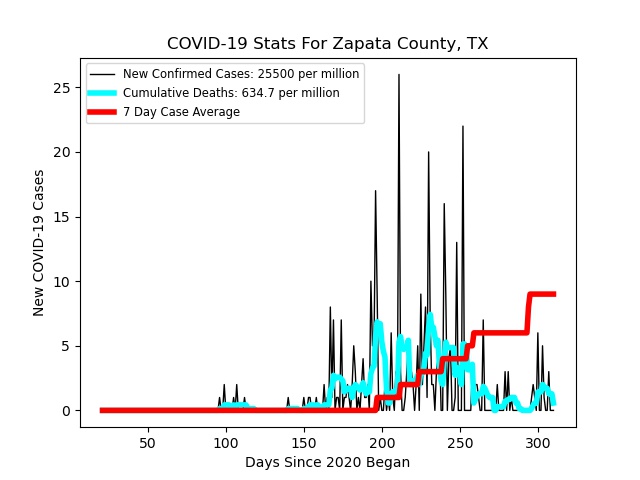 COVID-19 Stats For Zapata County, TX
New Confirmed Cases: 25500 per million
Cumulative Deaths: 634.7 per million
7 Day Case Average
New COVID-19 Cases
25
20
15
10
5
0
50 100 150 200 250 300
Days Since 2020 Began